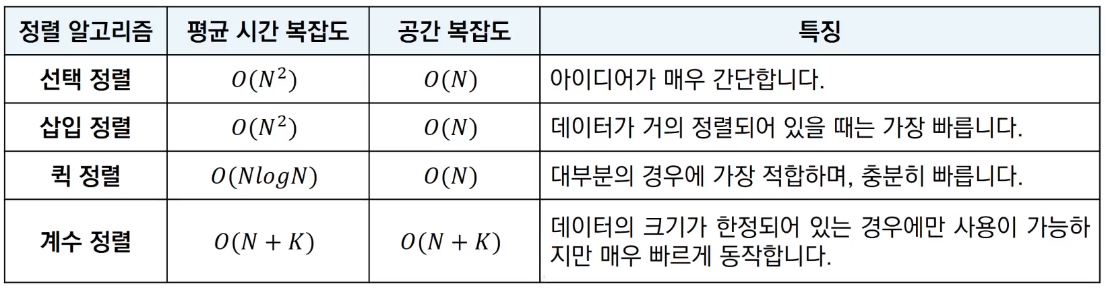 정렬 알고리즘 평균 시간 복잡도 공간 복잡도 특징
선택 정렬 O(N²) O(N) 아이디어가 매우 간단합니다.
삽입 정렬 O(N²) O(N) 데이터가 거의 정렬되어 있을 때는 가장 빠릅니다.
퀵 정렬 O(NlogN) O(N) 대부분의 경우에 가장 적합하며, 충분히 빠릅니다.
계수 정렬 O(N + K) O(N + K) 데이터의 크기가 한정되어 있는 경우에만 사용이 가능하
지만 매우 빠르게 동작합니다.